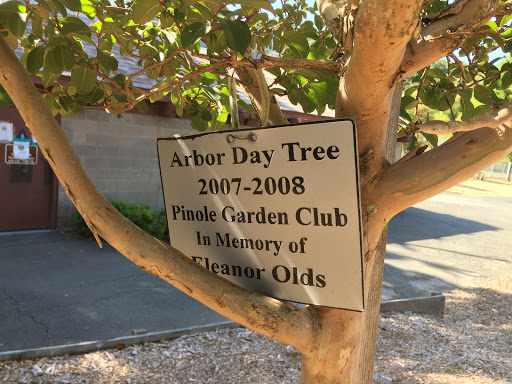 Arbor Day Tree
2007-2008
Pinole Garden Club
In Memory of
Eleanor Olds